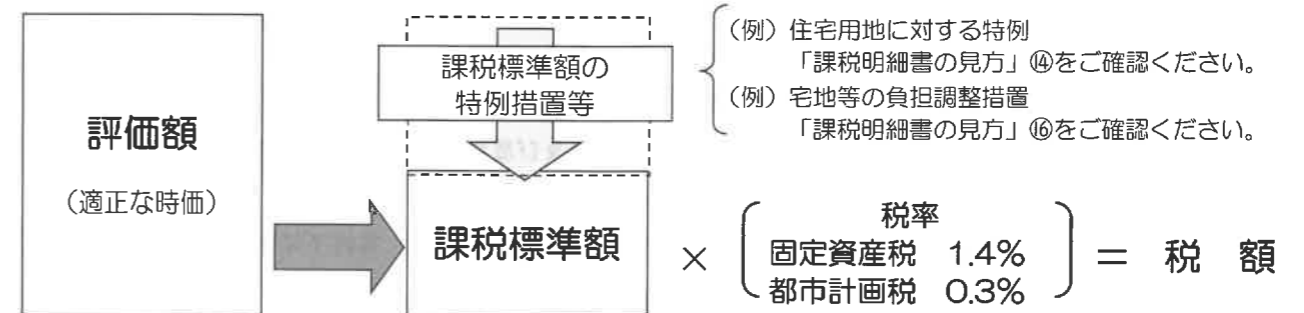 評価額
（適正な時価）
課税標準額の
特例措置等
（例）住宅用地に対する特例
「課税明細書の見方」⑭をご確認ください。
（例）宅地等の負担調整措置
「課税明細書の見方」⑯をご確認ください。
課税標準額
×
税率
固定資産税　1.4%
都市計画税　0.3%
＝　税　額